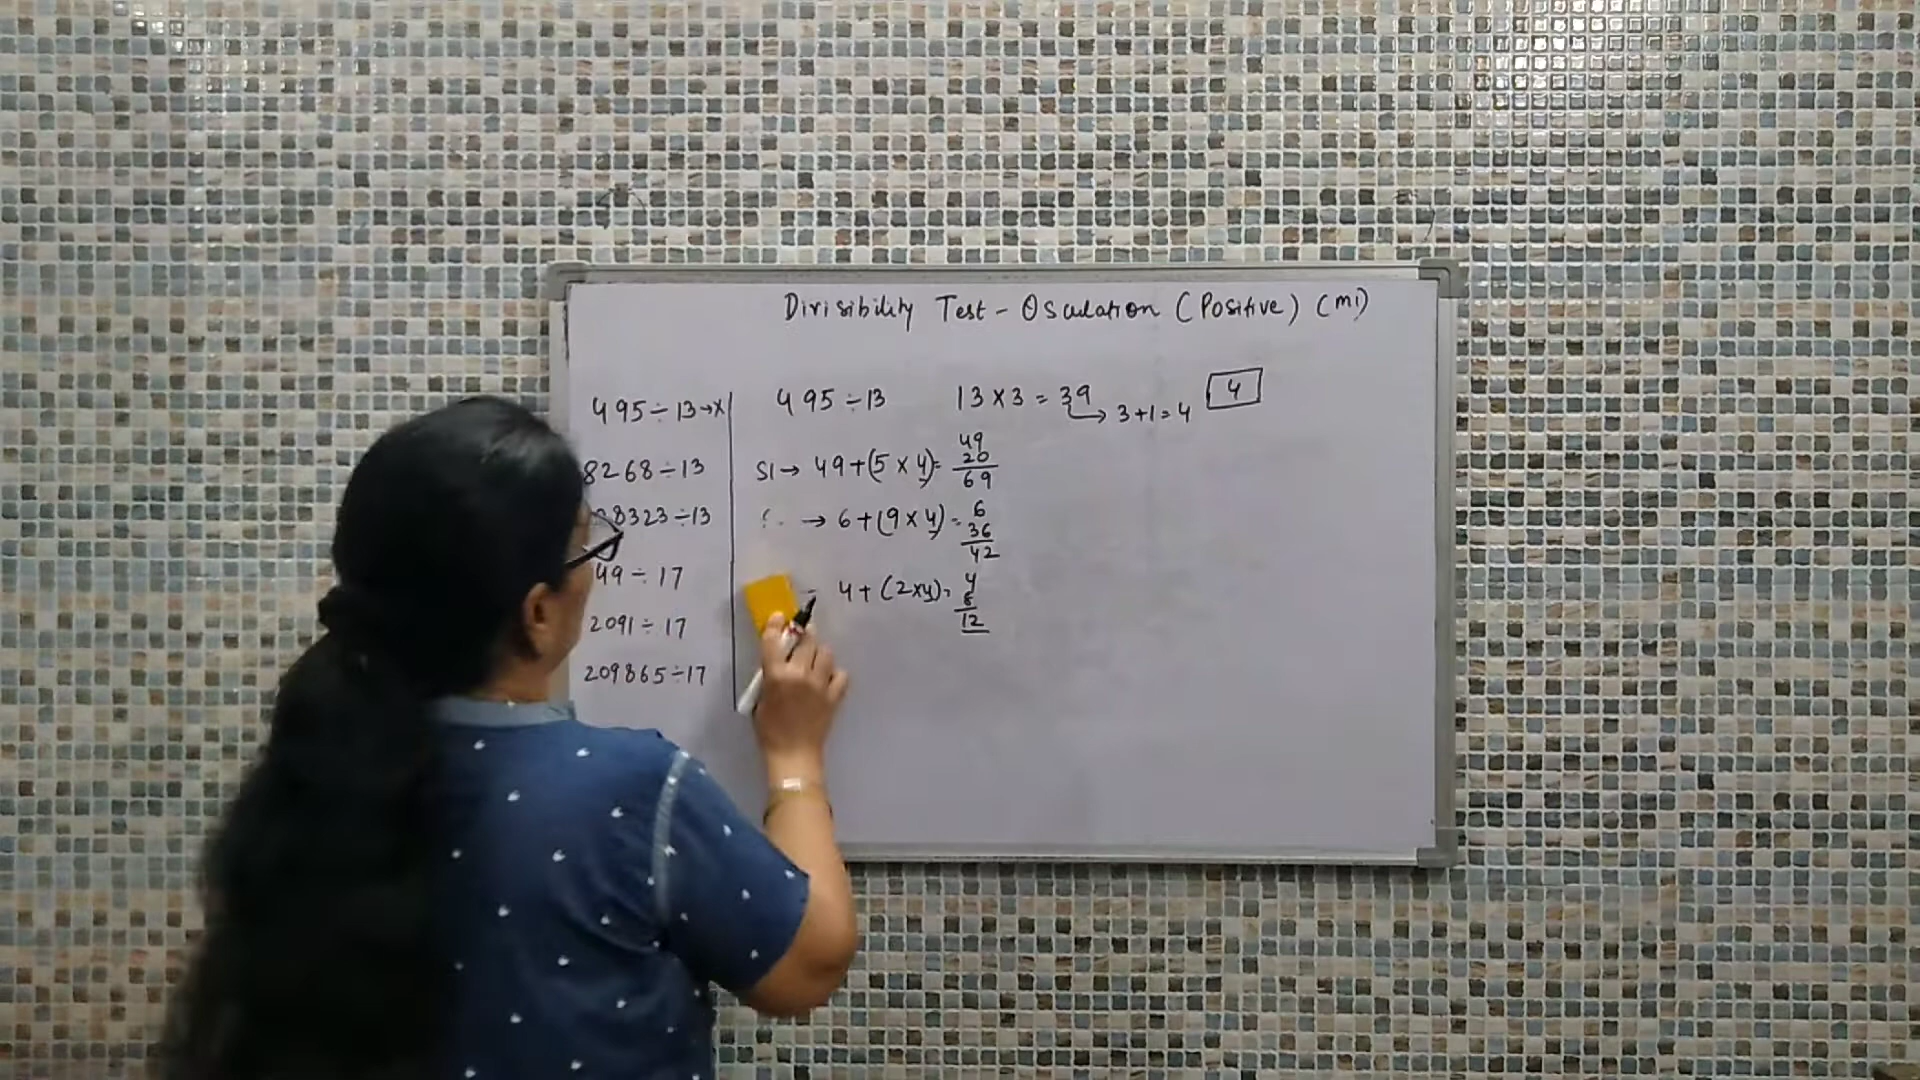 Divisibility Test - Osculation (Positive) (M1)
495 ÷ 13 → X
8268 ÷ 13
8323 ÷ 13
49 ÷ 17
2091 ÷ 17
209865 ÷ 17
495 ÷ 13
13 × 3 = 39
3 + 1 = 4
4
S1 → 49 + (5 × 4) =
49
20
69
→ 6 + (9 × 4) =
6
36
42
4 + (2 × 4) =
4
8
12